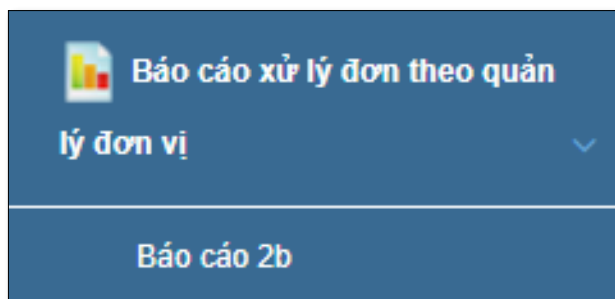 Báo cáo xử lý đơn theo quản
lý đơn vị
Báo cáo 2b